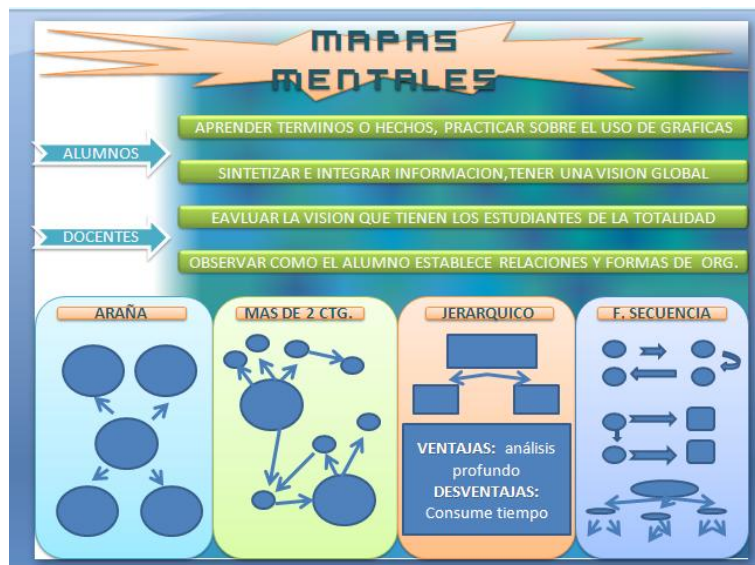 MAPAS
MENTALES
ALUMNOS
APRENDER TERMINOS O HECHOS, PRACTICAR SOBRE EL USO DE GRAFICAS
SINTETIZAR E INTEGRAR INFORMACION,TENER UNA VISION GLOBAL
DOCENTES
EAVLUAR LA VISION QUE TIENEN LOS ESTUDIANTES DE LA TOTALIDAD
OBSERVAR COMO EL ALUMNO ESTABLECE RELACIONES Y FORMAS DE ORG.
ARAÑA
MAS DE 2 CTG.
JERARQUICO
VENTAJAS: análisis
profundo
DESVENTAJAS:
Consume tiempo
F. SECUENCIA